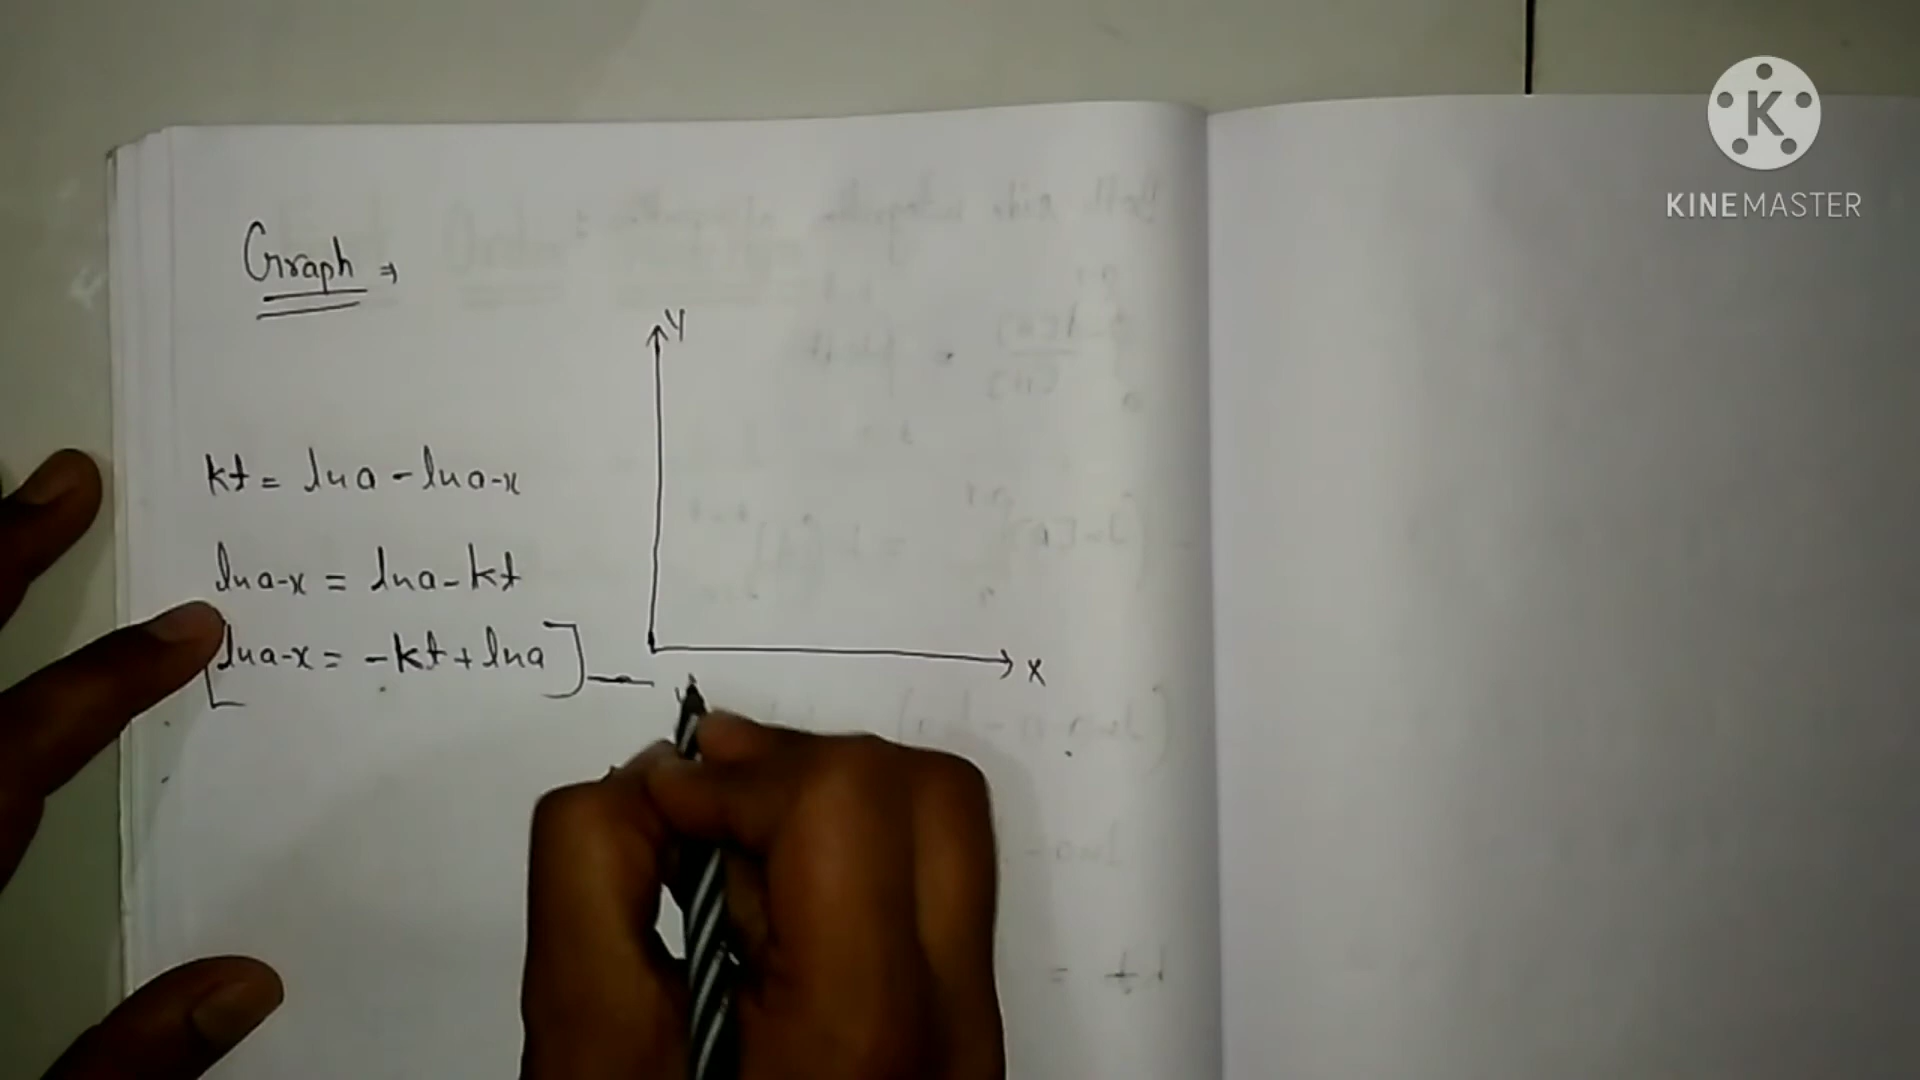 Graph ⇒
Y
kt = ln a - ln a-x
ln a-x = ln a - kt
[ln a-x = -kt + ln a] —
X
K
KINEMASTER